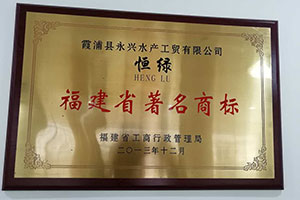 霞浦县永兴水产工贸有限公司
恒绿
HENG LU
福建省著名商标
福建省工商行政管理局
二〇一三年十二月